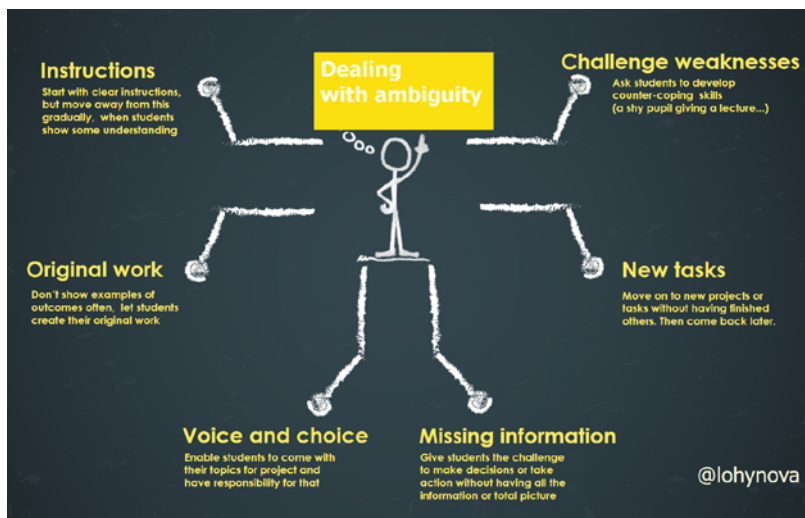 Dealing
with ambiguity
Instructions
Start with clear instructions,
but move away from this
gradually, when students
show some understanding
Challenge weaknesses
Ask students to develop
counter-coping skills
(a shy pupil giving a lecture...)
Original work
Don't show examples of
outcomes often, let students
create their original work
New tasks
Move on to new projects or
tasks without having finished
others. Then come back later.
Voice and choice
Enable students to come with
their topics for project and
have responsibility for that
Missing information
Give students the challenge
to make decisions or take
action without having all the
information or total picture
@lohynova